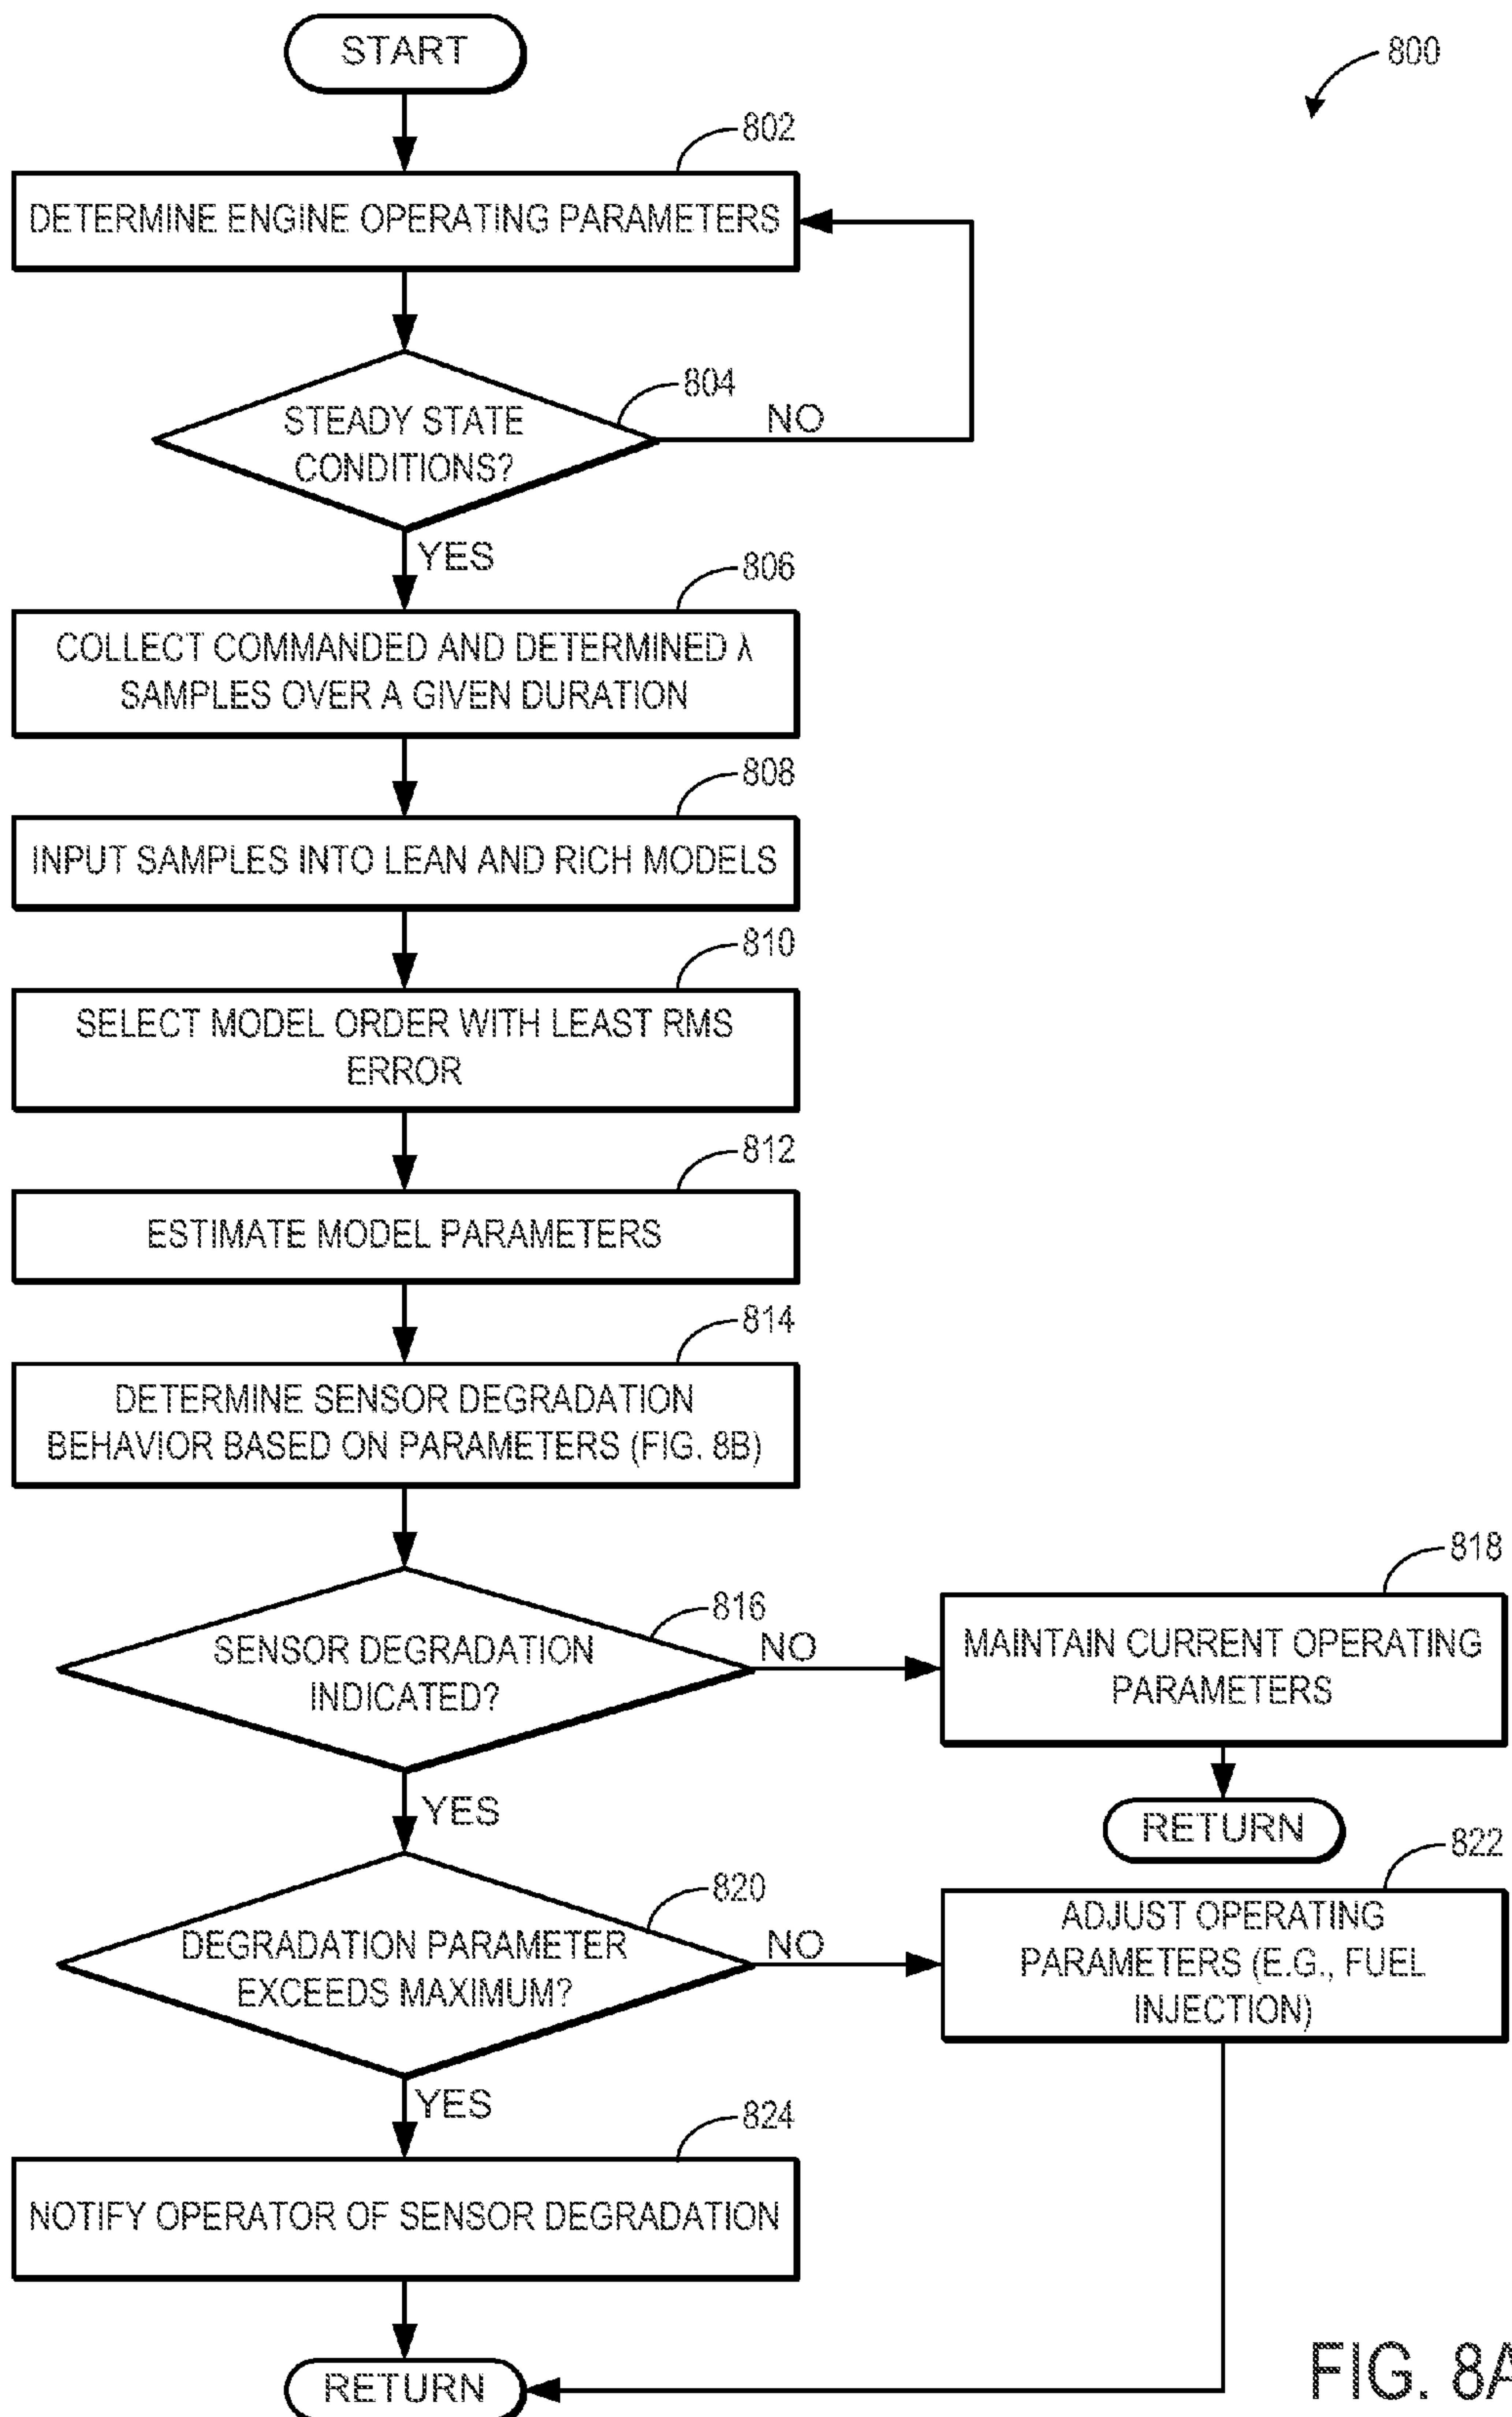 START
800
802
DETERMINE ENGINE OPERATING PARAMETERS
804
STEADY STATE
CONDITIONS?
NO
YES
806
COLLECT COMMANDED AND DETERMINED λ
SAMPLES OVER A GIVEN DURATION
808
INPUT SAMPLES INTO LEAN AND RICH MODELS
810
SELECT MODEL ORDER WITH LEAST RMS
ERROR
812
ESTIMATE MODEL PARAMETERS
814
DETERMINE SENSOR DEGRADATION
BEHAVIOR BASED ON PARAMETERS (FIG. 8B)
816
SENSOR DEGRADATION
INDICATED?
NO
818
MAINTAIN CURRENT OPERATING
PARAMETERS
RETURN
YES
820
DEGRADATION PARAMETER
EXCEEDS MAXIMUM?
NO
822
ADJUST OPERATING
PARAMETERS (E.G., FUEL
INJECTION)
YES
824
NOTIFY OPERATOR OF SENSOR DEGRADATION
RETURN
FIG. 8A